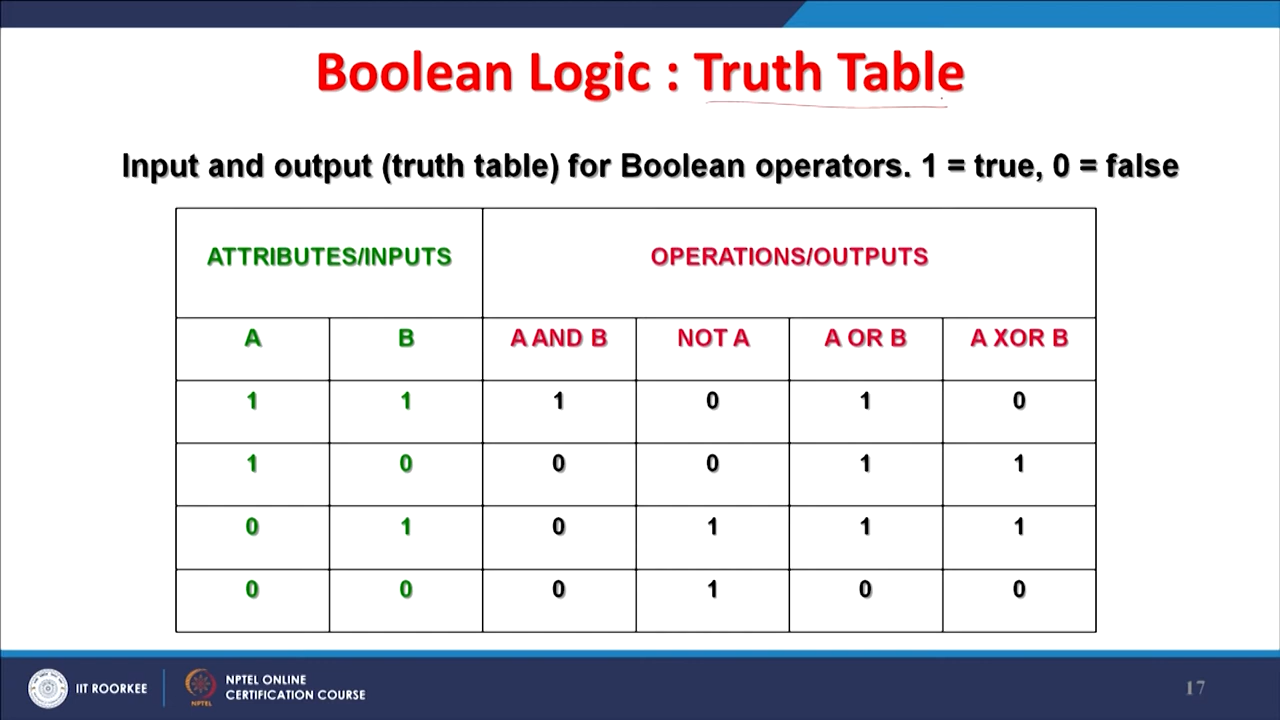 Boolean Logic : Truth Table
Input and output (truth table) for Boolean operators. 1 = true, 0 = false
ATTRIBUTES/INPUTS OPERATIONS/OUTPUTS
A B A AND B NOT A A OR B A XOR B
1 1 1 0 1 0
1 0 0 0 1 1
0 1 0 1 1 1
0 0 0 1 0 0
IIT ROORKEE
NPTEL
NPTEL ONLINE
CERTIFICATION COURSE
17